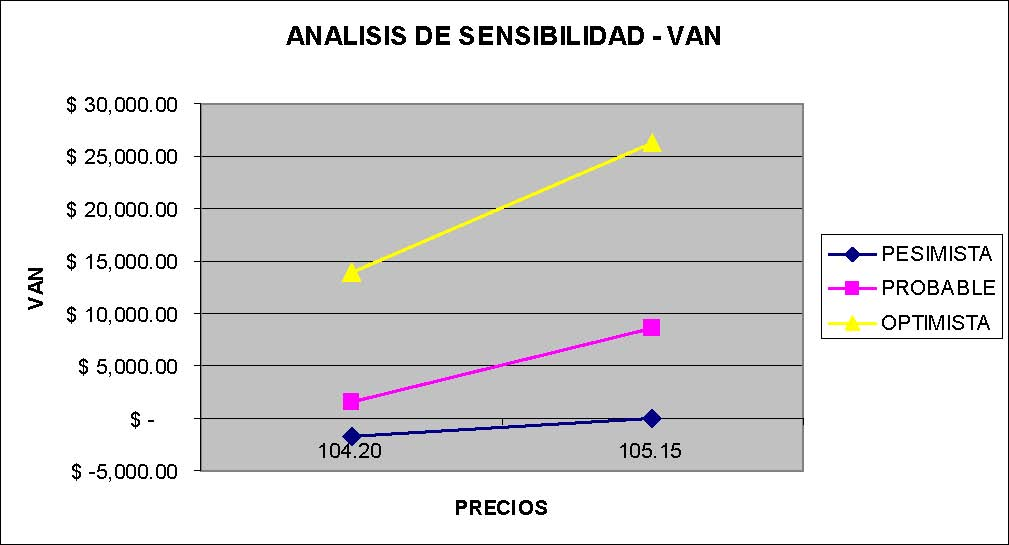 ANALISIS DE SENSIBILIDAD - VAN
$ 30,000.00
$ 25,000.00
$ 20,000.00
$ 15,000.00
$ 10,000.00
$ 5,000.00
$ -
$ -5,000.00
VAN
104.20
105.15
PRECIOS
PESIMISTA
PROBABLE
OPTIMISTA